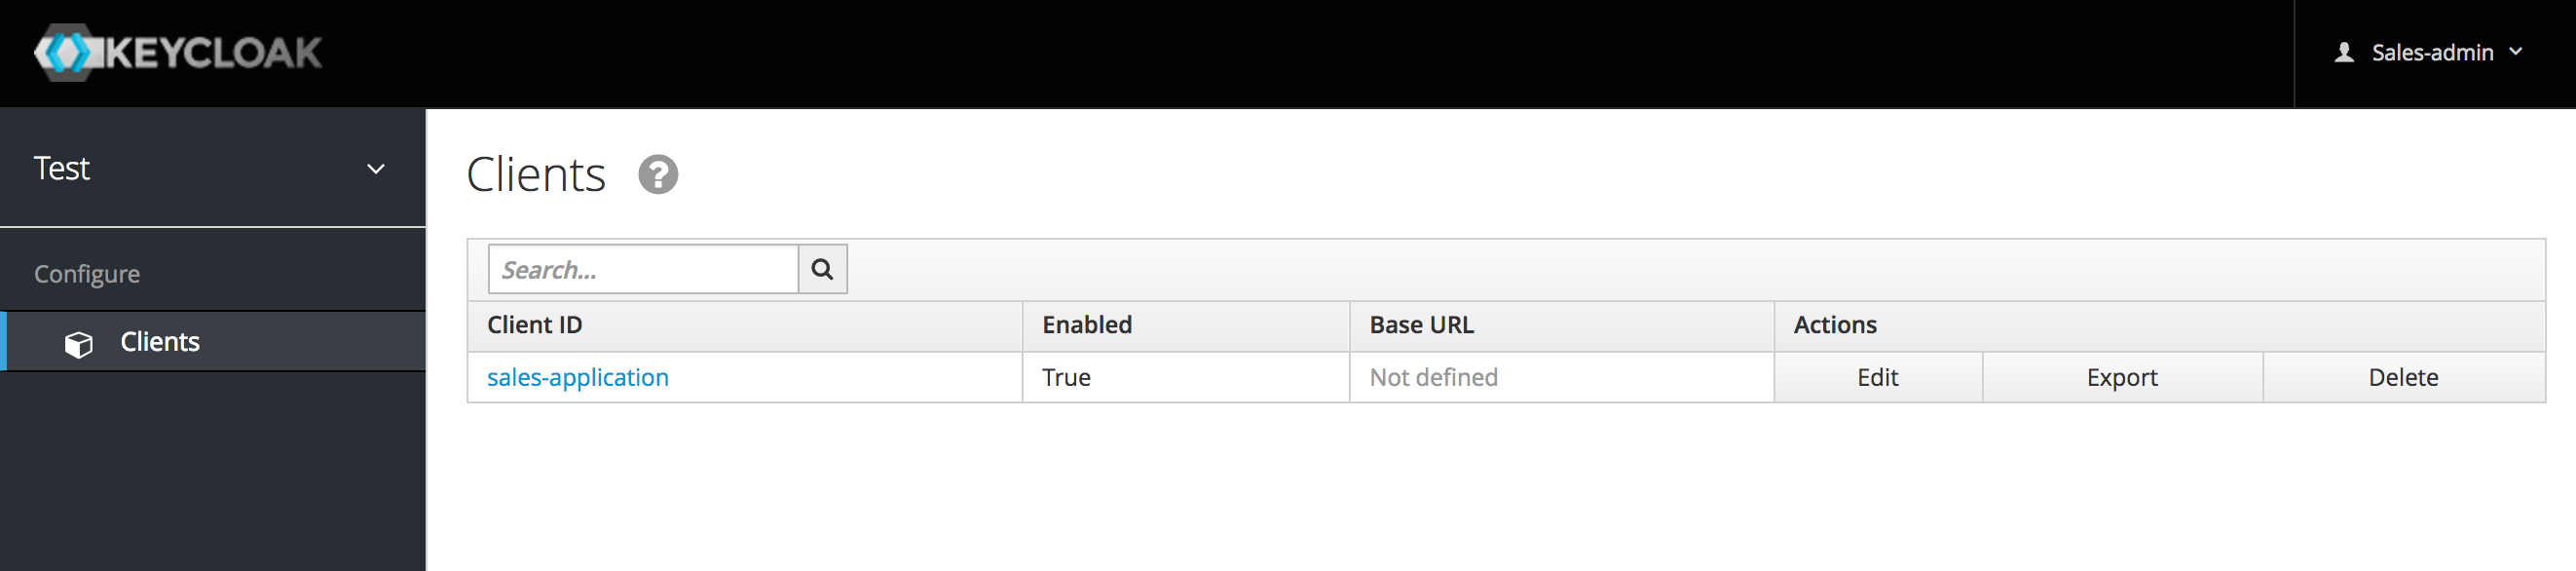 KEYCLOAK
Sales-admin
Test
Configure
Clients
Clients
Search...
Client ID Enabled Base URL Actions
sales-application True Not defined Edit Export Delete